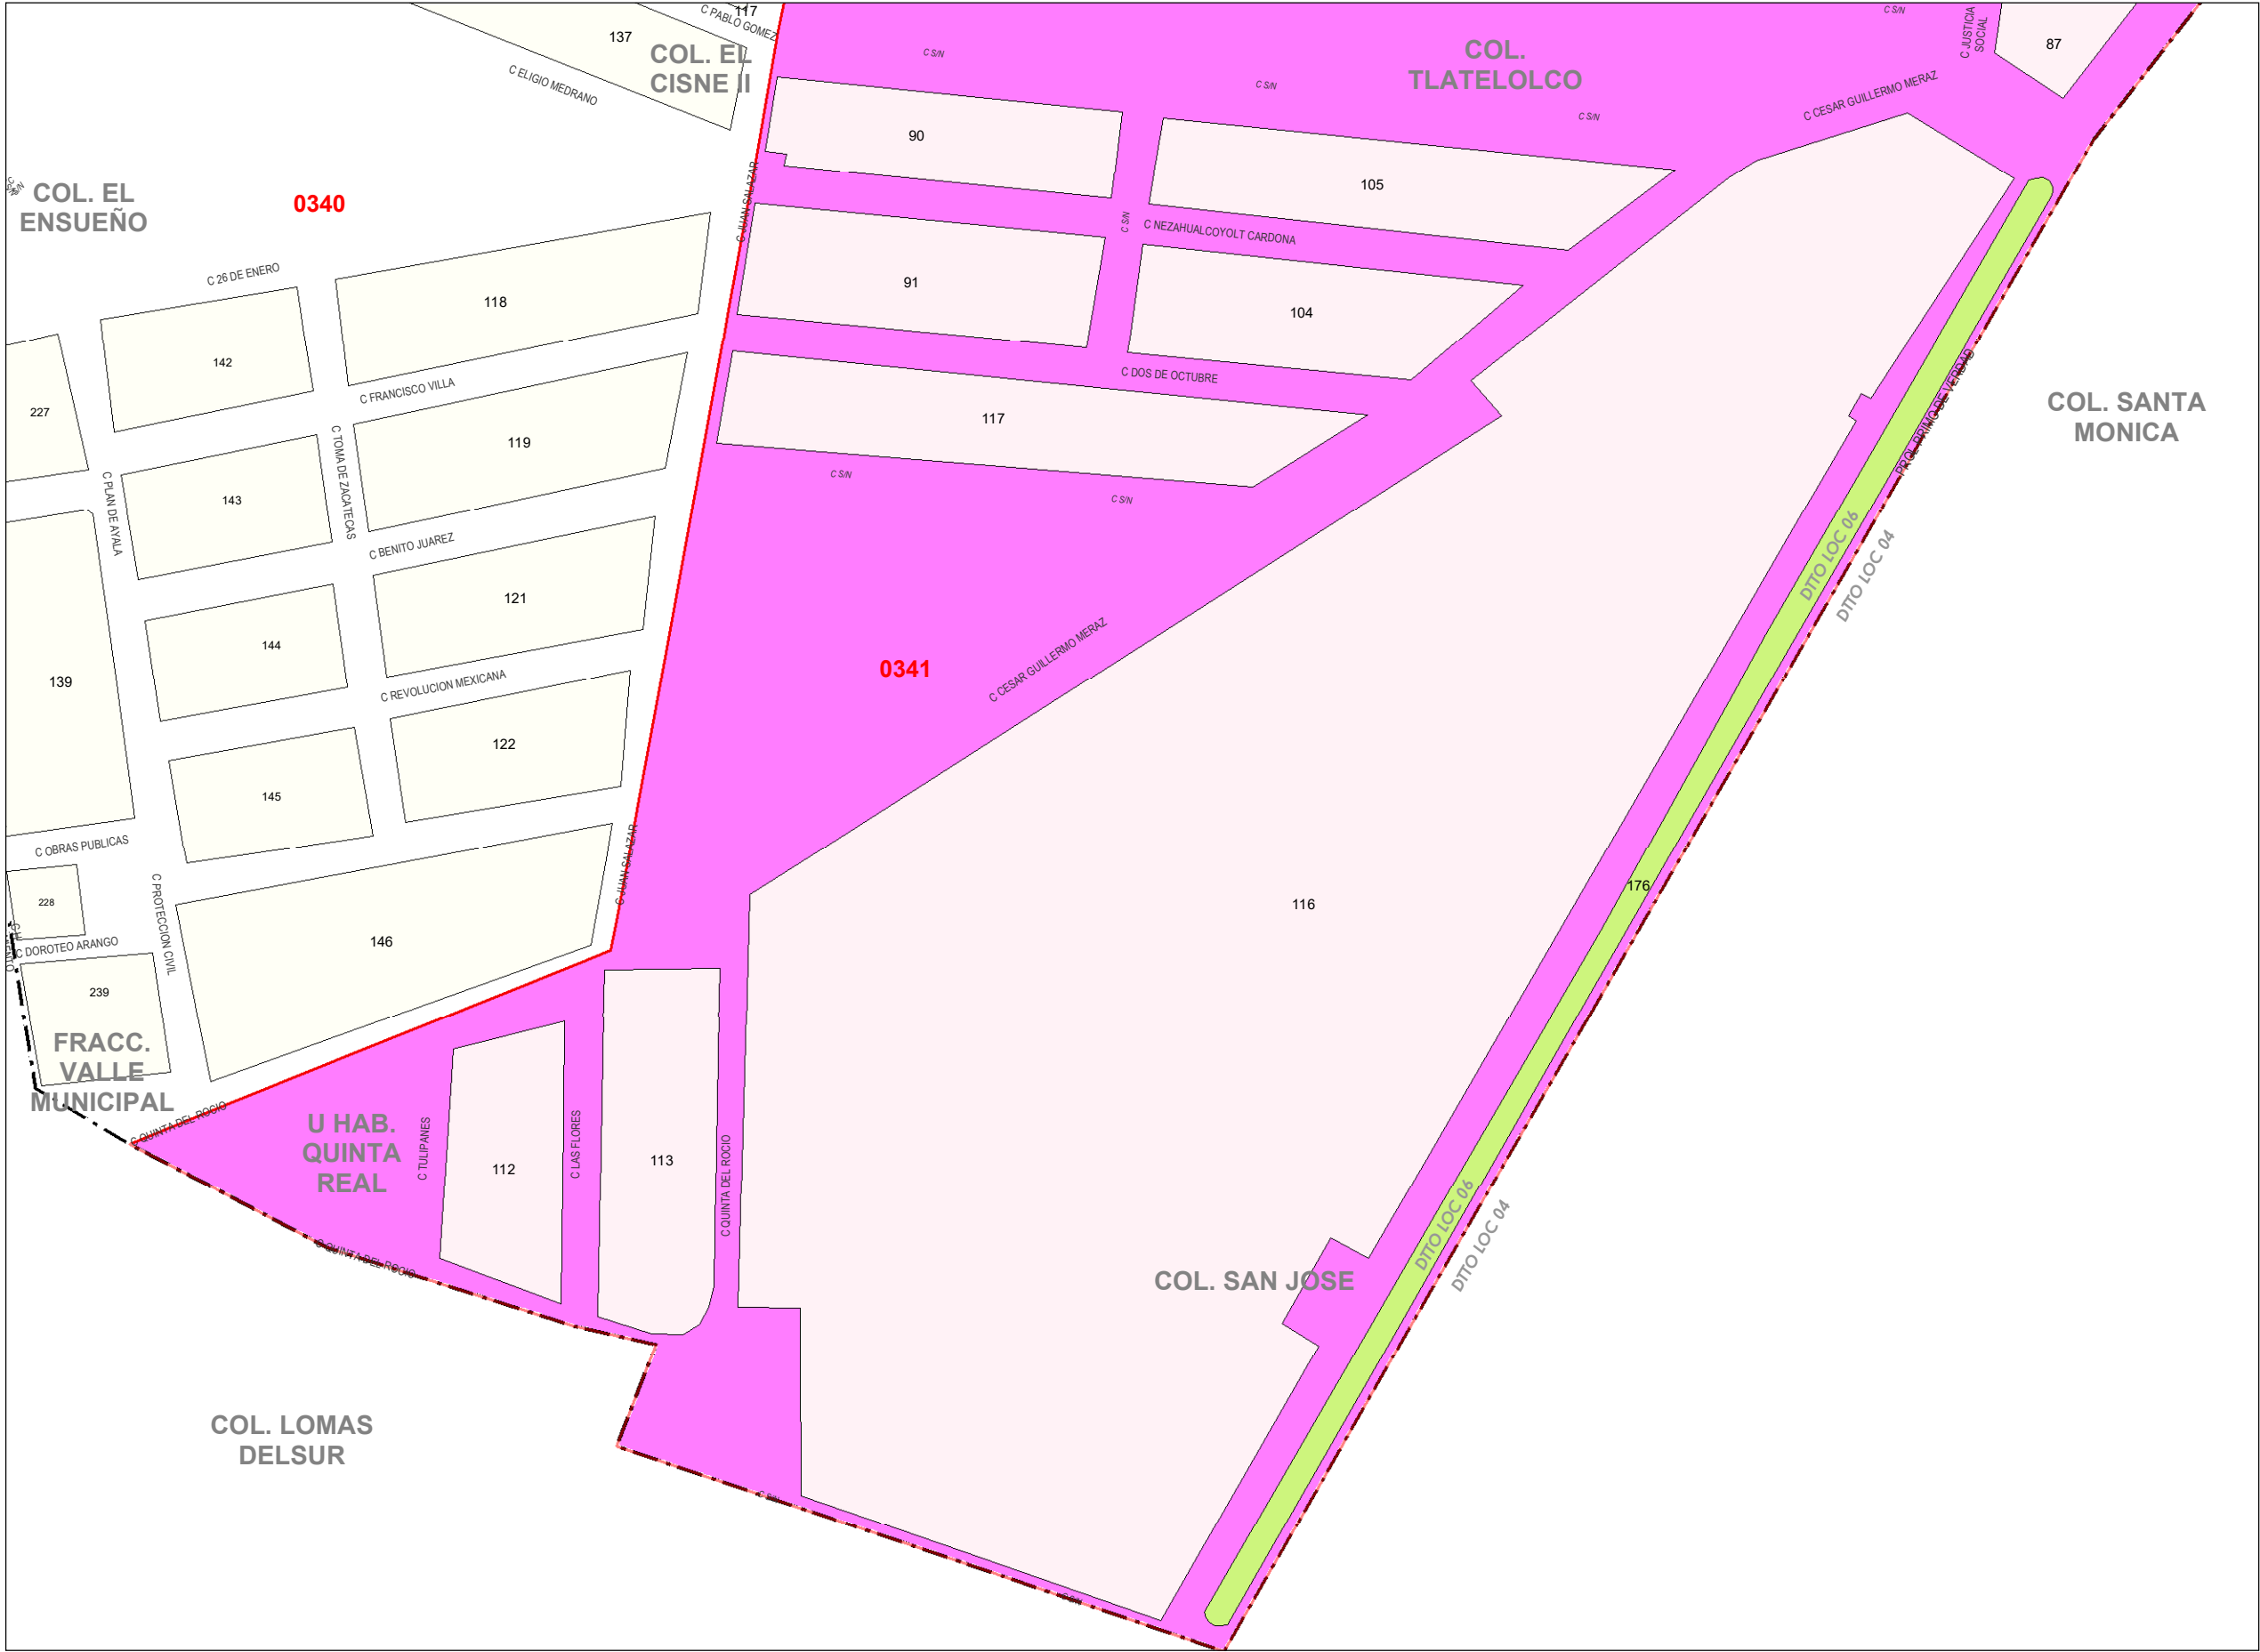 117
C PABLO GOMEZ
137
COL. EL
CISNE II
C ELIGIO MEDRANO
C S/N
C S/N
C S/N
C S/N
COL.
TLATELOLCO
C JUSTICIA
SOCIAL
87
C CESAR GUILLERMO MERAZ
90
105
C JUAN SALAZAR
COL. EL
ENSUEÑO
0340
C S/N
C NEZAHUALCOYOLT CARDONA
C 26 DE ENERO
118
91
104
142
C FRANCISCO VILLA
C DOS DE OCTUBRE
227
119
117
PROL PRIMO DE VERDAD
COL. SANTA
MONICA
C TOMA DE ZACATECAS
C PLAN DE AYALA
143
C S/N
C S/N
C BENITO JUAREZ
DTTO LOC 06
DTTO LOC 04
121
144
139
C REVOLUCION MEXICANA
0341
C CESAR GUILLERMO MERAZ
122
145
C OBRAS PUBLICAS
C JUAN SALAZAR
176
116
228
C PROTECCION CIVIL
146
C DOROTEO ARANGO
239
FRACC.
VALLE
MUNICIPAL
C QUINTA DEL ROCIO
U HAB.
QUINTA
REAL
C TULIPANES
112
C LAS FLORES
113
C QUINTA DEL ROCIO
C QUINTA DEL ROCIO
COL. SAN JOSE
DTTO LOC 06
DTTO LOC 04
COL. LOMAS
DELSUR
C S/N
C S/N